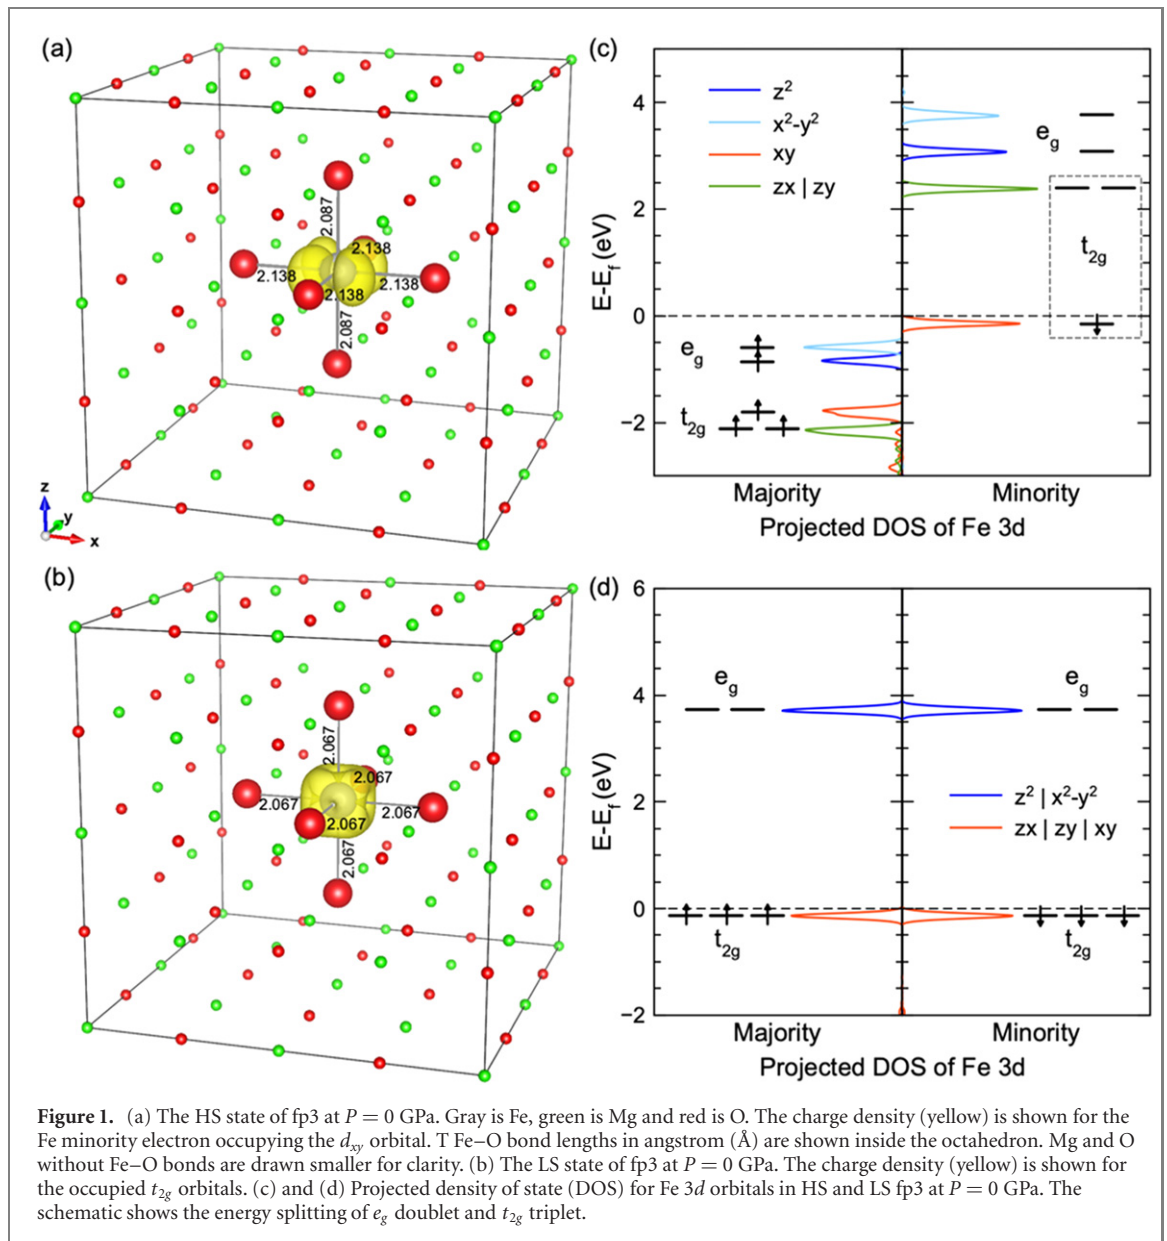 (a)
2.087
2.138
2.138
2.138
2.138
2.087
z
y
x
(c)
z²
x²-y²
xy
zx | zy
4
2
0
−2
E-E_f (eV)
e_g
t_2g
e_g
t_2g
Majority
Minority
Projected DOS of Fe 3d
(b)
2.067
2.067
2.067
2.067
2.067
2.067
(d)
6
4
2
0
−2
E-E_f (eV)
e_g
e_g
z² | x²-y²
zx | zy | xy
t_2g
t_2g
Majority
Minority
Projected DOS of Fe 3d
Figure 1. (a) The HS state of fp3 at P = 0 GPa. Gray is Fe, green is Mg and red is O. The charge density (yellow) is shown for the
Fe minority electron occupying the d_xy orbital. T Fe–O bond lengths in angstrom (Å) are shown inside the octahedron. Mg and O
without Fe–O bonds are drawn smaller for clarity. (b) The LS state of fp3 at P = 0 GPa. The charge density (yellow) is shown for
the occupied t_2g orbitals. (c) and (d) Projected density of state (DOS) for Fe 3d orbitals in HS and LS fp3 at P = 0 GPa. The
schematic shows the energy splitting of e_g doublet and t_2g triplet.